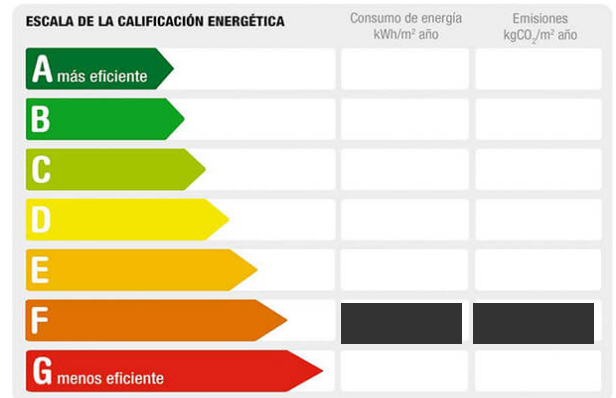 ESCALA DE LA CALIFICACIÓN ENERGÉTICA
Consumo de energía
kWh/m² año
Emisiones
kgCO₂/m² año
A más eficiente
B
C
D
E
F
G menos eficiente